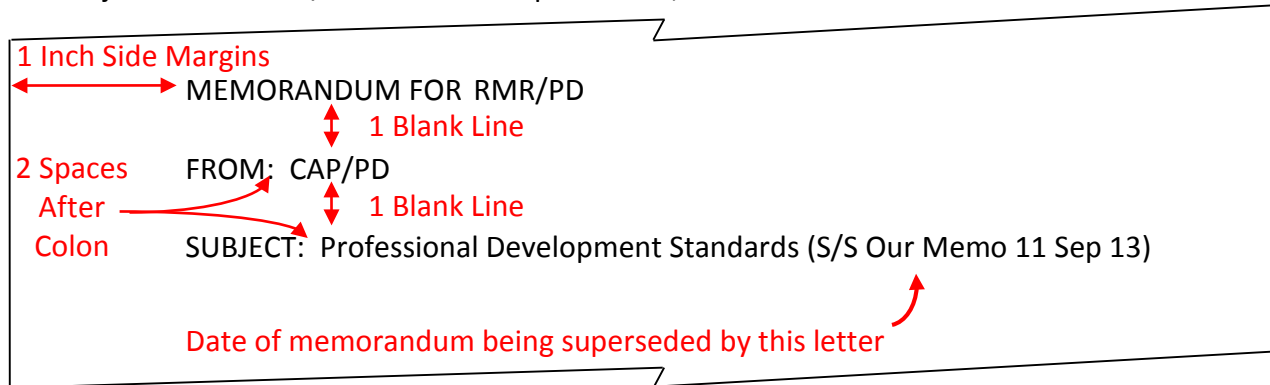 1 Inch Side Margins
MEMORANDUM FOR RMR/PD
1 Blank Line
2 Spaces FROM: CAP/PD
After 1 Blank Line
Colon SUBJECT: Professional Development Standards (S/S Our Memo 11 Sep 13)
Date of memorandum being superseded by this letter